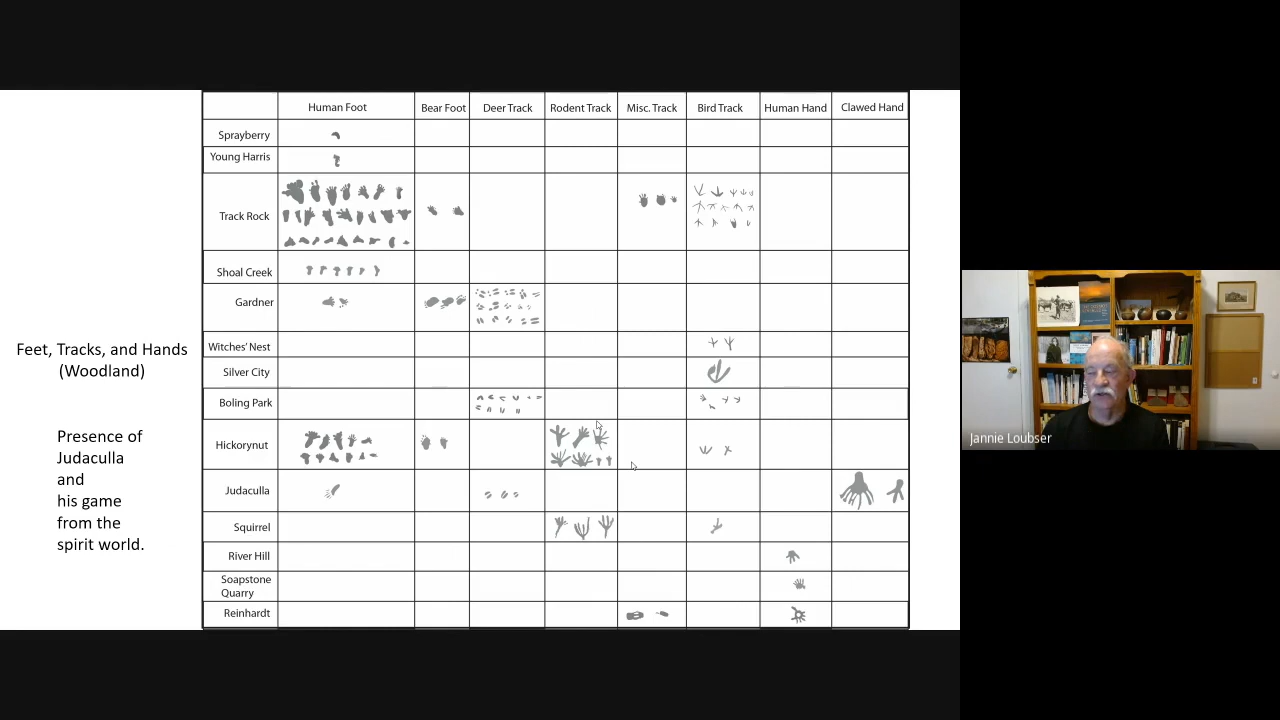 Human Foot Bear Foot Deer Track Rodent Track Misc. Track Bird Track Human Hand Clawed Hand
Sprayberry
Young Harris
Track Rock
Shoal Creek
Gardner
Witches' Nest
Silver City
Boling Park
Hickorynut
Judaculla
Squirrel
River Hill
Soapstone
Quarry
Reinhardt
Feet, Tracks, and Hands
(Woodland)
Presence of
Judaculla
and
his game
from the
spirit world.
Jannie Loubser